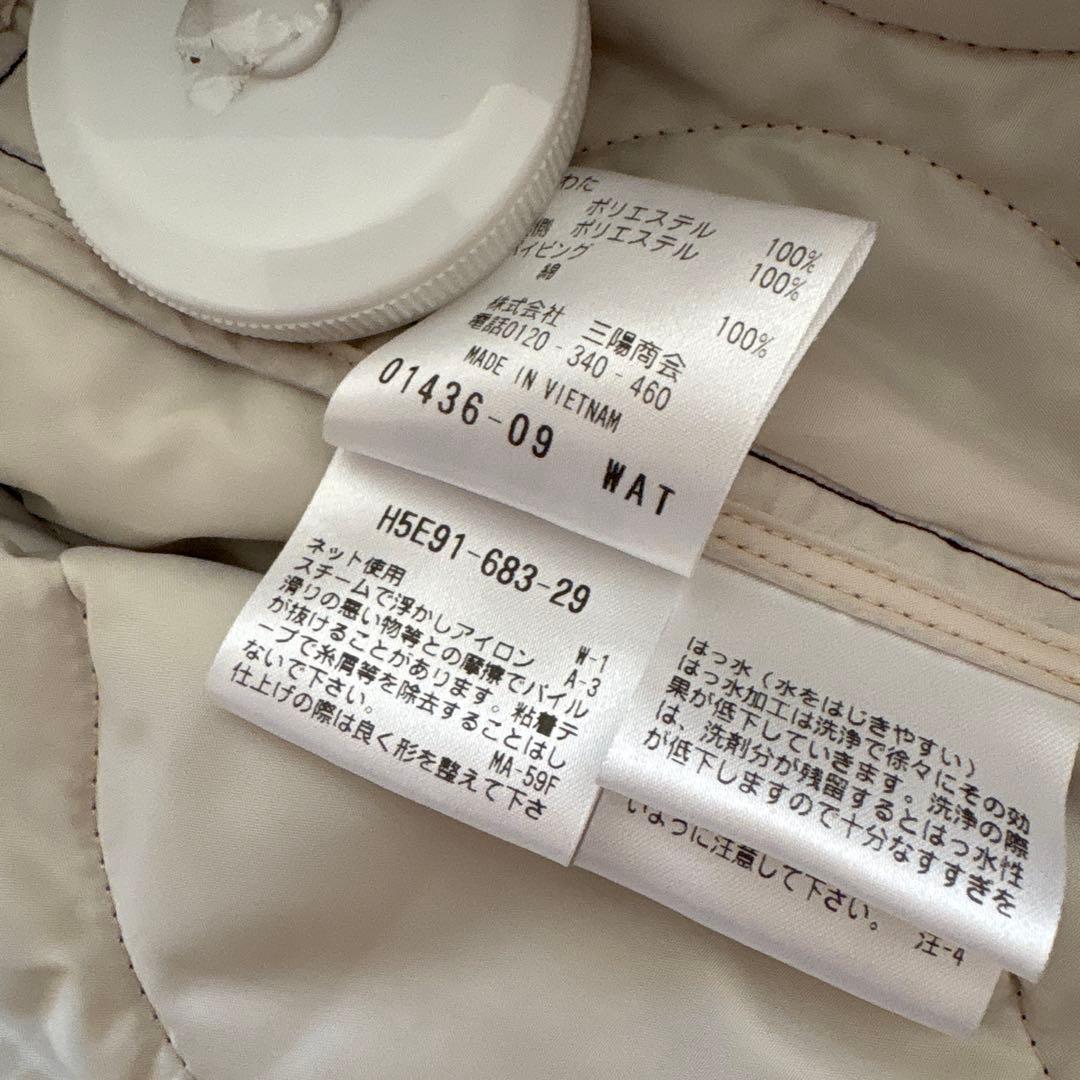 わた
ポリエステル 100%
側 ポリエステル 100%
パイピング
綿 100%
株式会社 三陽商会
電話0120-340-460
MADE IN VIETNAM
01436-09 WAT
H5E91-683-29
ネット使用 W-1
スチームで浮かしアイロン A-3
滑りの悪い物等との摩擦でパイル
が抜けることがあります。粘着テ
ープで糸屑等を除去することはし
ないで下さい。 MA-59F
仕上げの際は良く形を整えて下さ
はっ水(水をはじきやすい)
はっ水加工は洗浄で徐々にその効
果が低下していきます。洗浄の際
は、洗剤分が残留するとはっ水性
が低下しますので十分なすすぎを
いように注意して下さい。 注-4